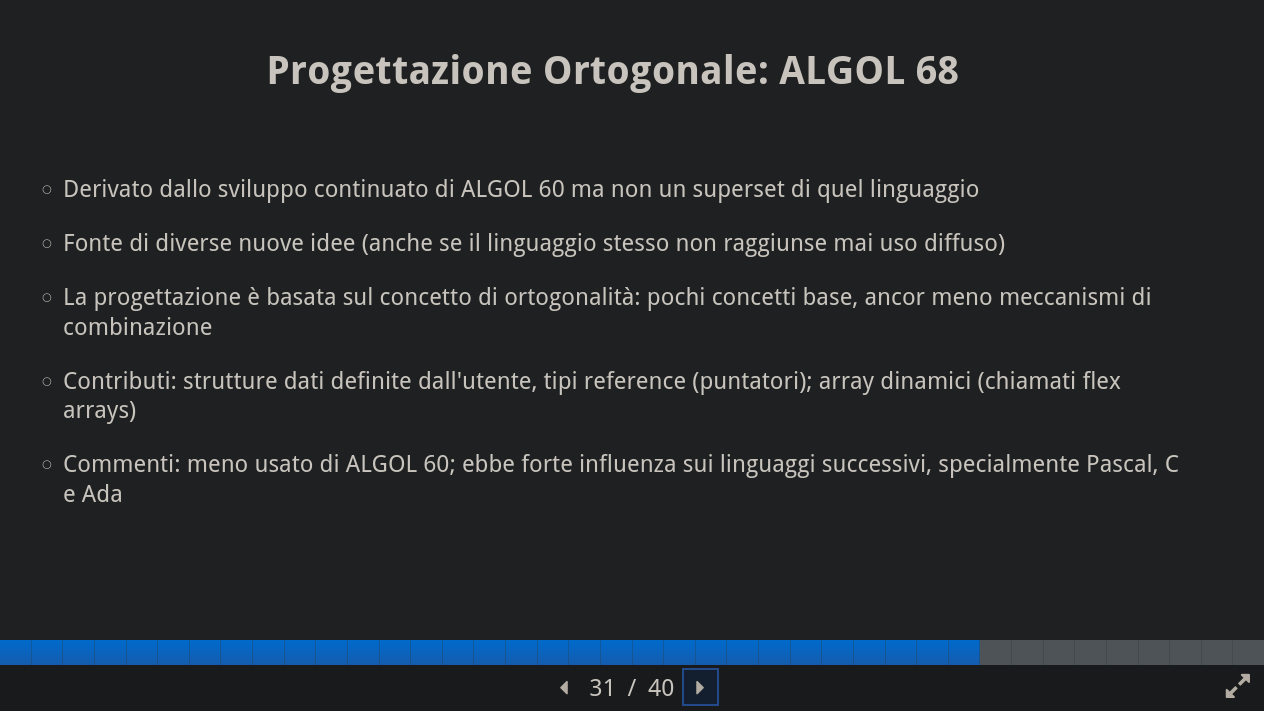 Progettazione Ortogonale: ALGOL 68
Derivato dallo sviluppo continuato di ALGOL 60 ma non un superset di quel linguaggio
Fonte di diverse nuove idee (anche se il linguaggio stesso non raggiunse mai uso diffuso)
La progettazione è basata sul concetto di ortogonalità: pochi concetti base, ancor meno meccanismi di
combinazione
Contributi: strutture dati definite dall'utente, tipi reference (puntatori); array dinamici (chiamati flex
arrays)
Commenti: meno usato di ALGOL 60; ebbe forte influenza sui linguaggi successivi, specialmente Pascal, C
e Ada
31 / 40